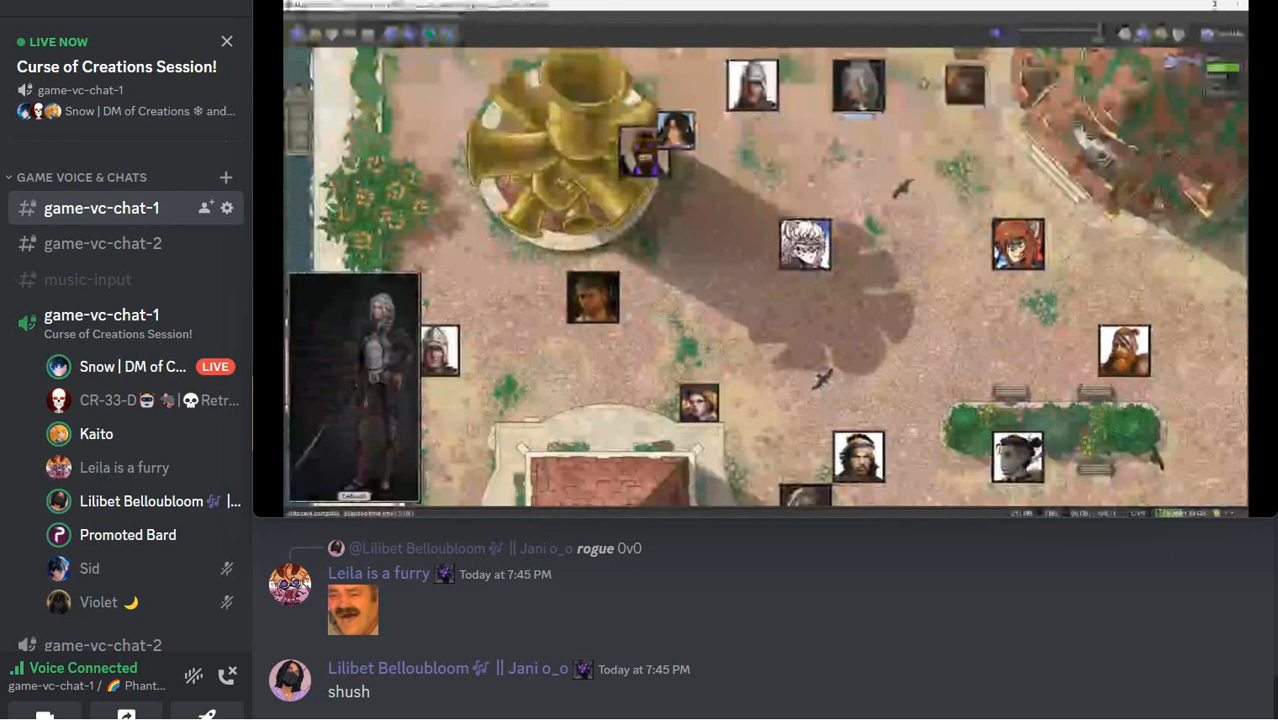 LIVE NOW
Curse of Creations Session!
game-vc-chat-1
Snow | DM of Creations ❄ and...
GAME VOICE & CHATS
game-vc-chat-1
game-vc-chat-2
music-input
game-vc-chat-1
Curse of Creations Session!
Snow | DM of C... LIVE
CR-33-D | Retr...
Kaito
Leila is a furry
Lilibet Belloubloom 🎶 |...
Promoted Bard
Sid
Violet 🌙
game-vc-chat-2
Voice Connected
game-vc-chat-1 / 🌈 Phant...
@Lilibet Belloubloom 🎶 || Jani o_o rogue 0v0
Leila is a furry Today at 7:45 PM
Lilibet Belloubloom 🎶 || Jani o_o Today at 7:45 PM
shush